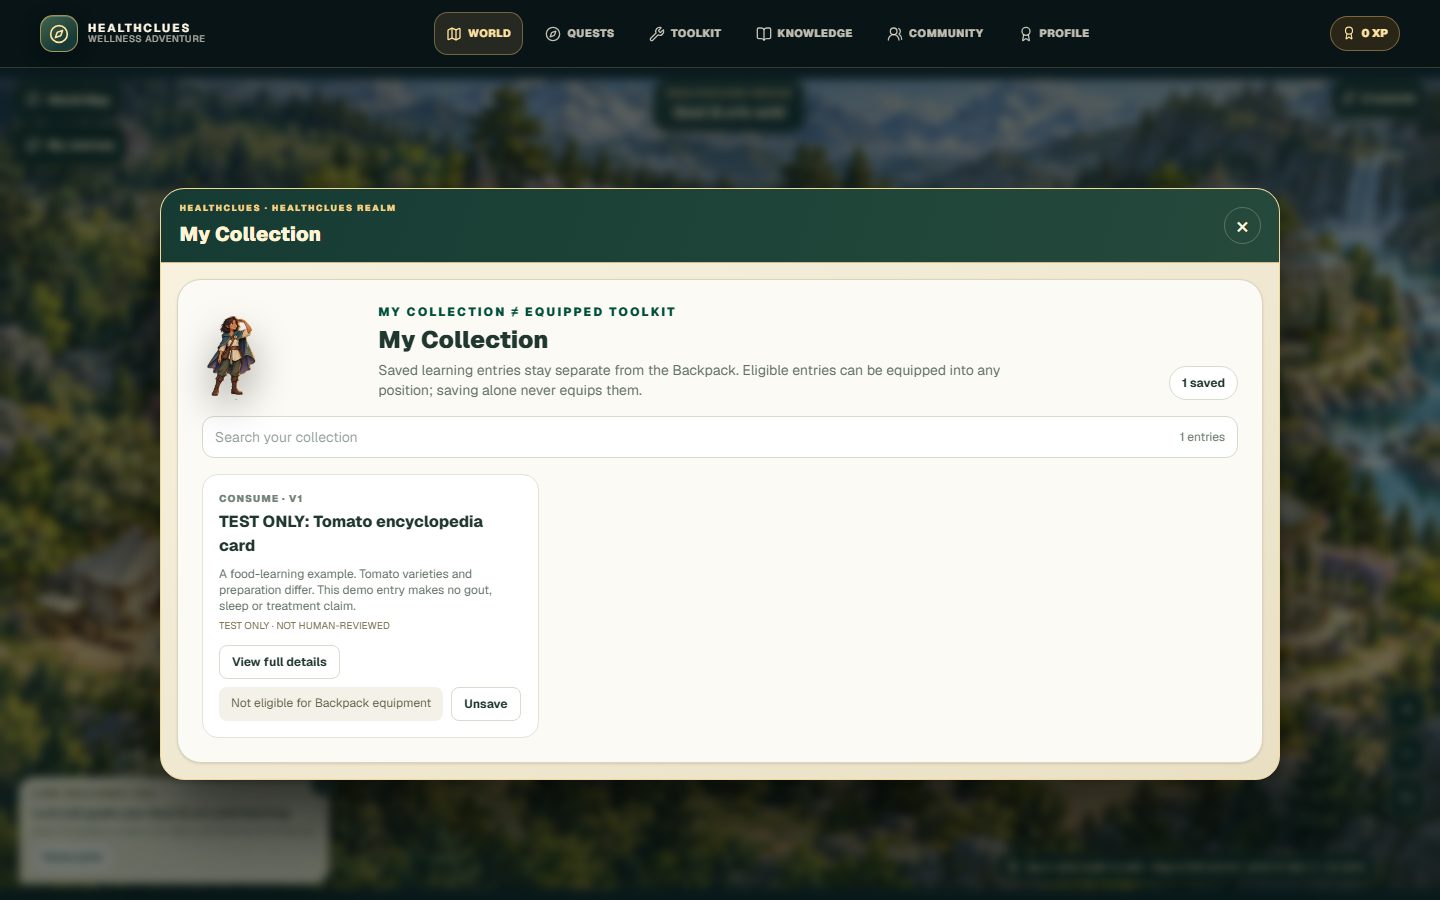 HEALTHCLUES
WELLNESS ADVENTURE
WORLD
QUESTS
TOOLKIT
KNOWLEDGE
COMMUNITY
PROFILE
0 XP
HEALTHCLUES · HEALTHCLUES REALM
My Collection
MY COLLECTION ≠ EQUIPPED TOOLKIT
My Collection
Saved learning entries stay separate from the Backpack. Eligible entries can be equipped into any
position; saving alone never equips them.
1 saved
Search your collection
1 entries
CONSUME · V1
TEST ONLY: Tomato encyclopedia
card
A food-learning example. Tomato varieties and
preparation differ. This demo entry makes no gout,
sleep or treatment claim.
TEST ONLY · NOT HUMAN-REVIEWED
View full details
Not eligible for Backpack equipment
Unsave